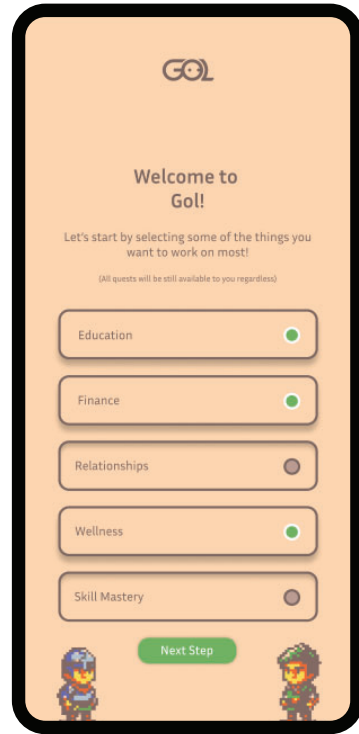 GOL
Welcome to
Gol!
Let's start by selecting some of the things you
want to work on most!
(All quests will be still available to you regardless)
Education
Finance
Relationships
Wellness
Skill Mastery
Next Step